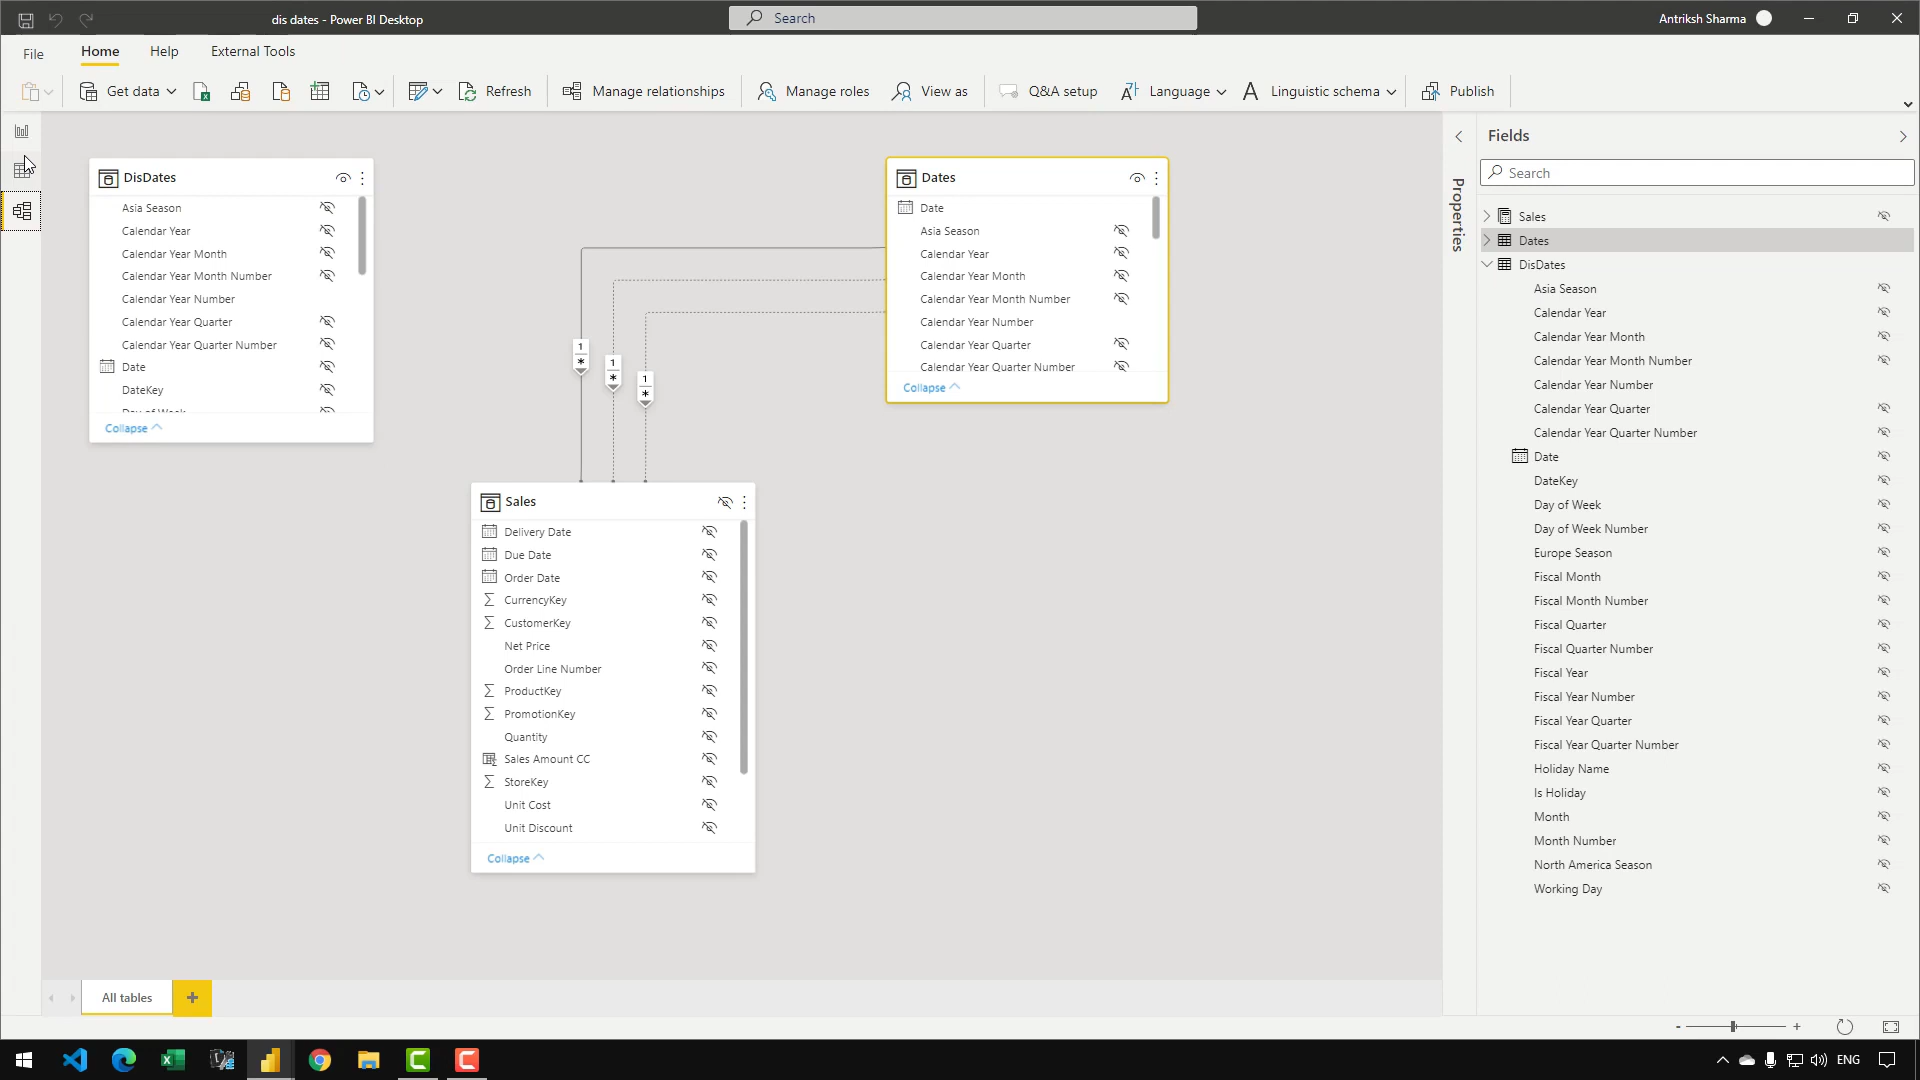 dis dates - Power BI Desktop
Search
Antriksh Sharma
File
Home
Help
External Tools
Get data
Refresh
Manage relationships
Manage roles
View as
Q&A setup
Language
Linguistic schema
Publish
DisDates
Asia Season
Calendar Year
Calendar Year Month
Calendar Year Month Number
Calendar Year Number
Calendar Year Quarter
Calendar Year Quarter Number
Date
DateKey
Day of Week
Collapse
Dates
Date
Asia Season
Calendar Year
Calendar Year Month
Calendar Year Month Number
Calendar Year Number
Calendar Year Quarter
Calendar Year Quarter Number
Collapse
1
*
1
*
1
*
Sales
Delivery Date
Due Date
Order Date
CurrencyKey
CustomerKey
Net Price
Order Line Number
ProductKey
PromotionKey
Quantity
Sales Amount CC
StoreKey
Unit Cost
Unit Discount
Collapse
Properties
Fields
Search
Sales
Dates
DisDates
Asia Season
Calendar Year
Calendar Year Month
Calendar Year Month Number
Calendar Year Number
Calendar Year Quarter
Calendar Year Quarter Number
Date
DateKey
Day of Week
Day of Week Number
Europe Season
Fiscal Month
Fiscal Month Number
Fiscal Quarter
Fiscal Quarter Number
Fiscal Year
Fiscal Year Number
Fiscal Year Quarter
Fiscal Year Quarter Number
Holiday Name
Is Holiday
Month
Month Number
North America Season
Working Day
All tables
+
- +
ENG